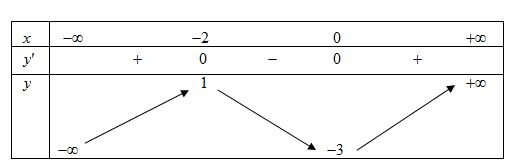 x −∞ −2 0 +∞
y′ + 0 − 0 +
y 1 +∞
−∞ −3